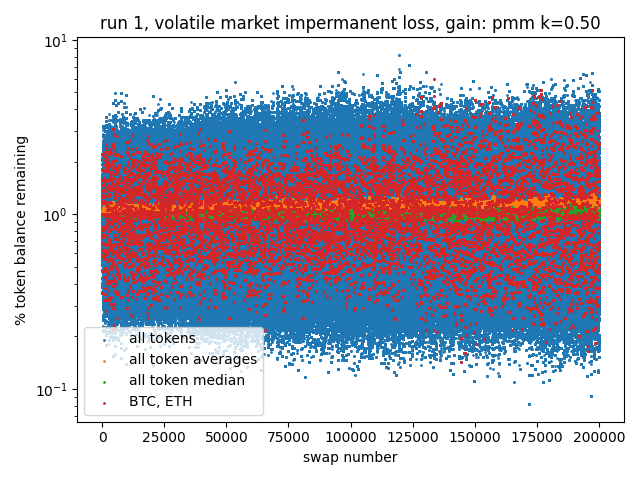 run 1, volatile market impermanent loss, gain: pmm k=0.50
10¹
10⁰
10⁻¹
% token balance remaining
all tokens
all token averages
all token median
BTC, ETH
0 25000 50000 75000 100000 125000 150000 175000 200000
swap number